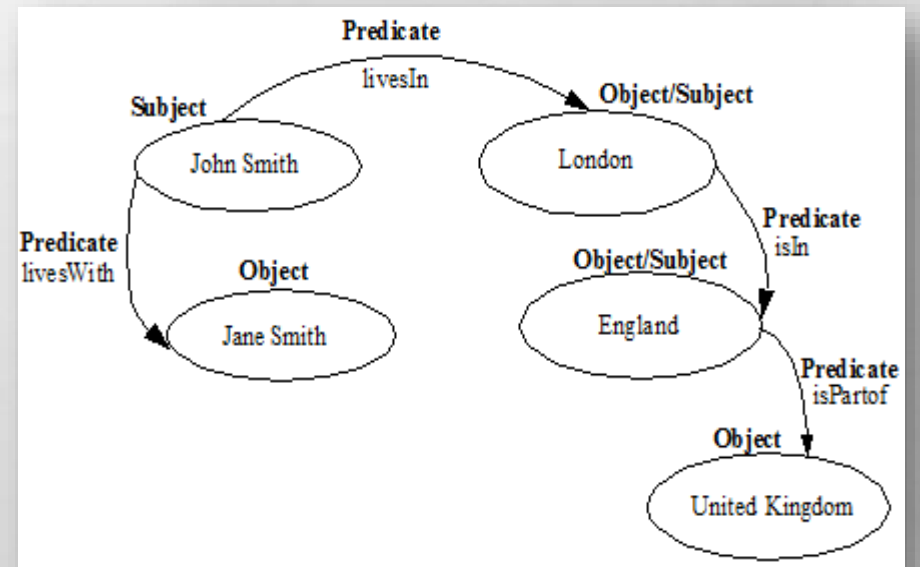 Predicate
livesIn
Subject
Object/Subject
John Smith
London
Predicate
isIn
Predicate
livesWith
Object
Object/Subject
Jane Smith
England
Predicate
isPartof
Object
United Kingdom